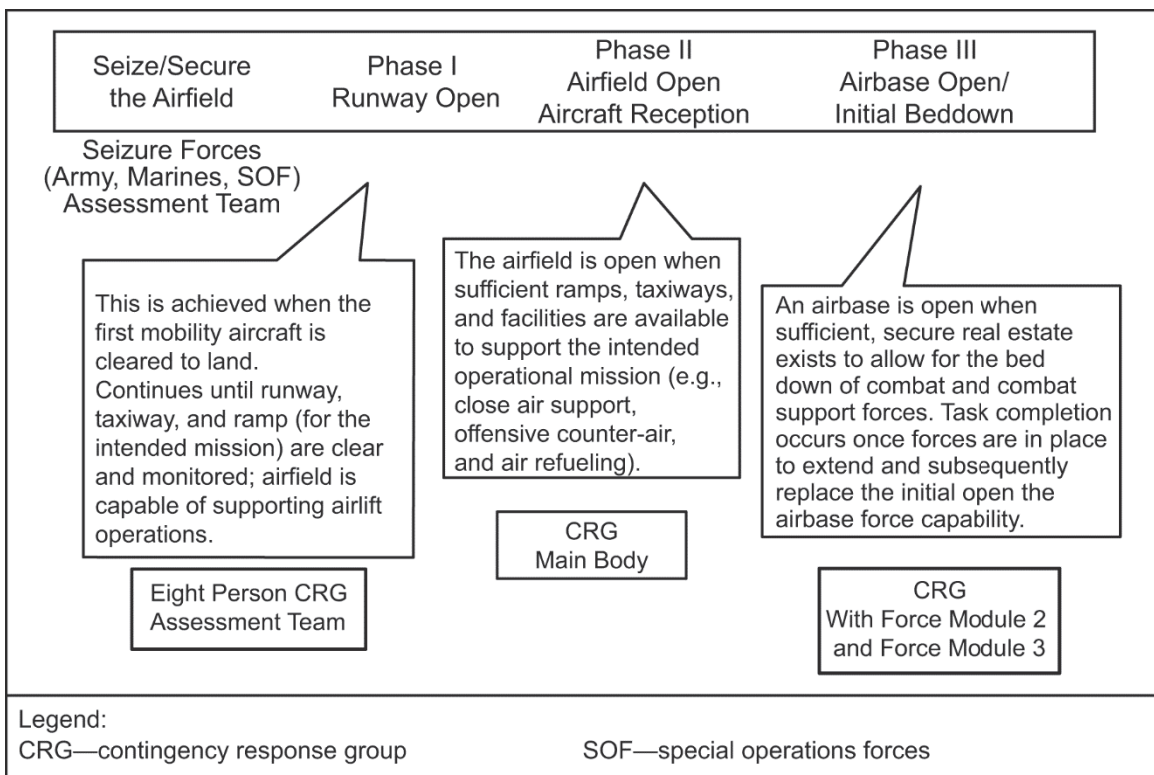 Seize/Secure
the Airfield
Phase I
Runway Open
Phase II
Airfield Open
Aircraft Reception
Phase III
Airbase Open/
Initial Beddown
Seizure Forces
(Army, Marines, SOF)
Assessment Team
This is achieved when the
first mobility aircraft is
cleared to land.
Continues until runway,
taxiway, and ramp (for the
intended mission) are clear
and monitored; airfield is
capable of supporting airlift
operations.
Eight Person CRG
Assessment Team
The airfield is open when
sufficient ramps, taxiways,
and facilities are available
to support the intended
operational mission (e.g.,
close air support,
offensive counter-air,
and air refueling).
CRG
Main Body
An airbase is open when
sufficient, secure real estate
exists to allow for the bed
down of combat and combat
support forces. Task completion
occurs once forces are in place
to extend and subsequently
replace the initial open the
airbase force capability.
CRG
With Force Module 2
and Force Module 3
Legend:
CRG—contingency response group
SOF—special operations forces